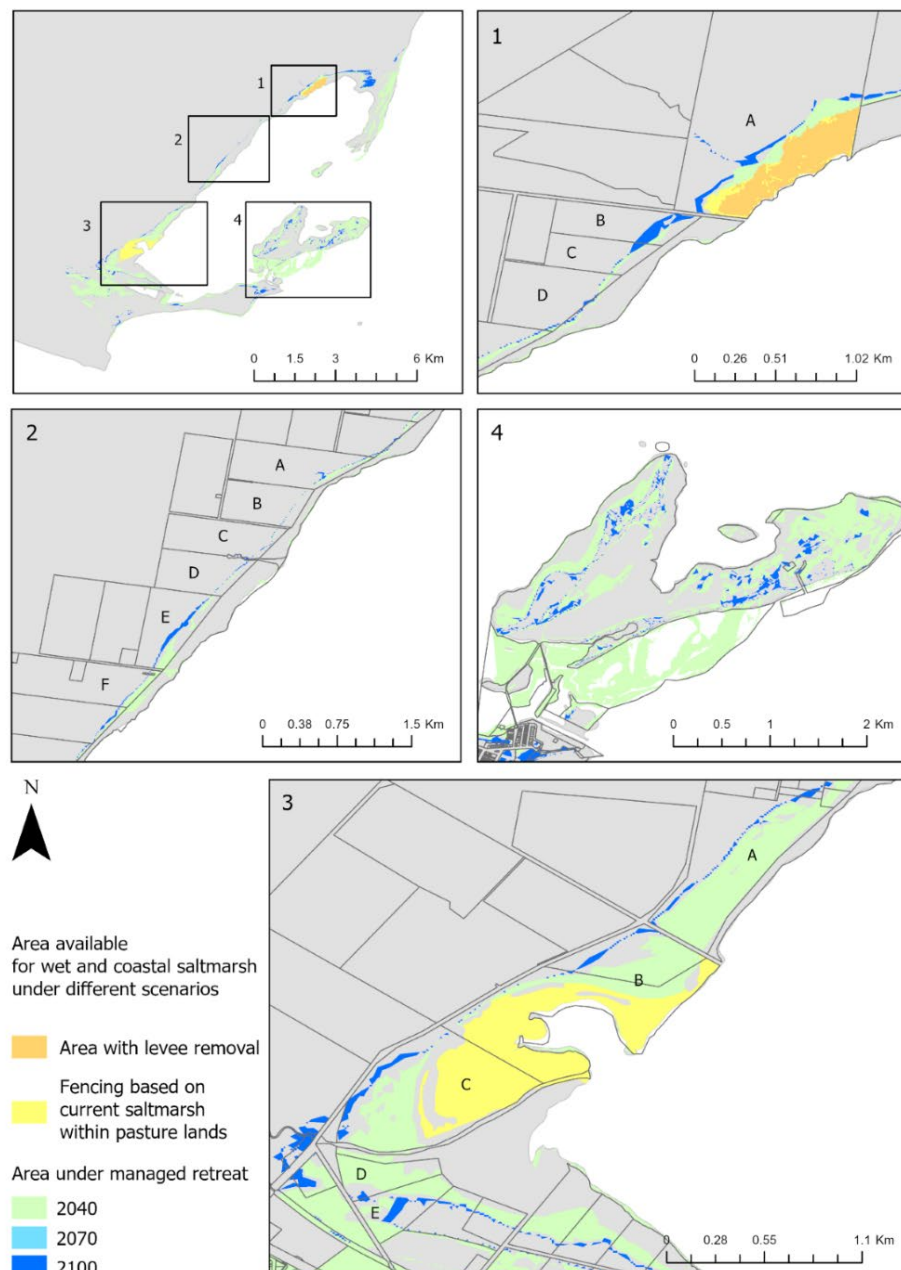 1
2
3
4
0 1.5 3 6 Km
1
A
B
C
D
0 0.26 0.51 1.02 Km
2
A
B
C
D
E
F
0 0.38 0.75 1.5 Km
4
0 0.5 1 2 Km
N
3
A
B
C
D
E
0 0.28 0.55 1.1 Km
Area available
for wet and coastal saltmarsh
under different scenarios
Area with levee removal
Fencing based on
current saltmarsh
within pasture lands
Area under managed retreat
2040
2070
2100